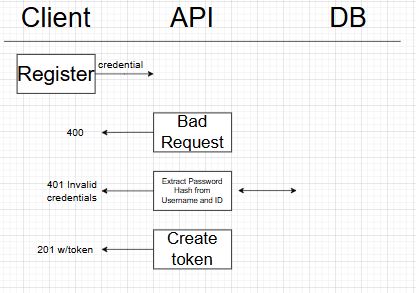 Client API DB
Register
credential
Bad
Request
400
401 Invalid
credentials
Extract Password
Hash from
Username and ID
Create
token
201 w/token